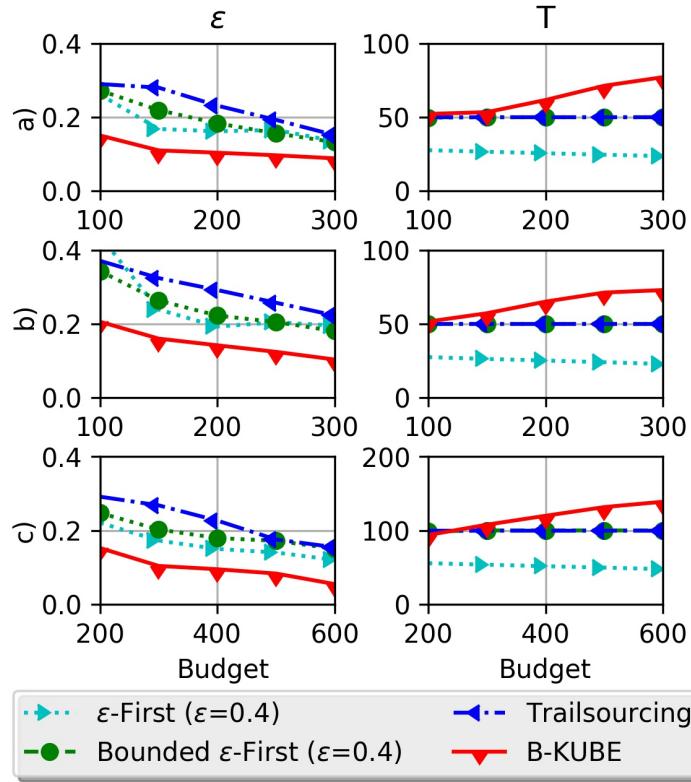 ε T
0.4 100
a) 0.2 50
0.0 0
100 200 300 100 200 300
0.4 100
b) 0.2 50
0.0 0
100 200 300 100 200 300
0.4 200
c) 0.2 100
0.0 0
200 400 600 200 400 600
Budget Budget
ε-First (ε=0.4) Trailsourcing
Bounded ε-First (ε=0.4) B-KUBE